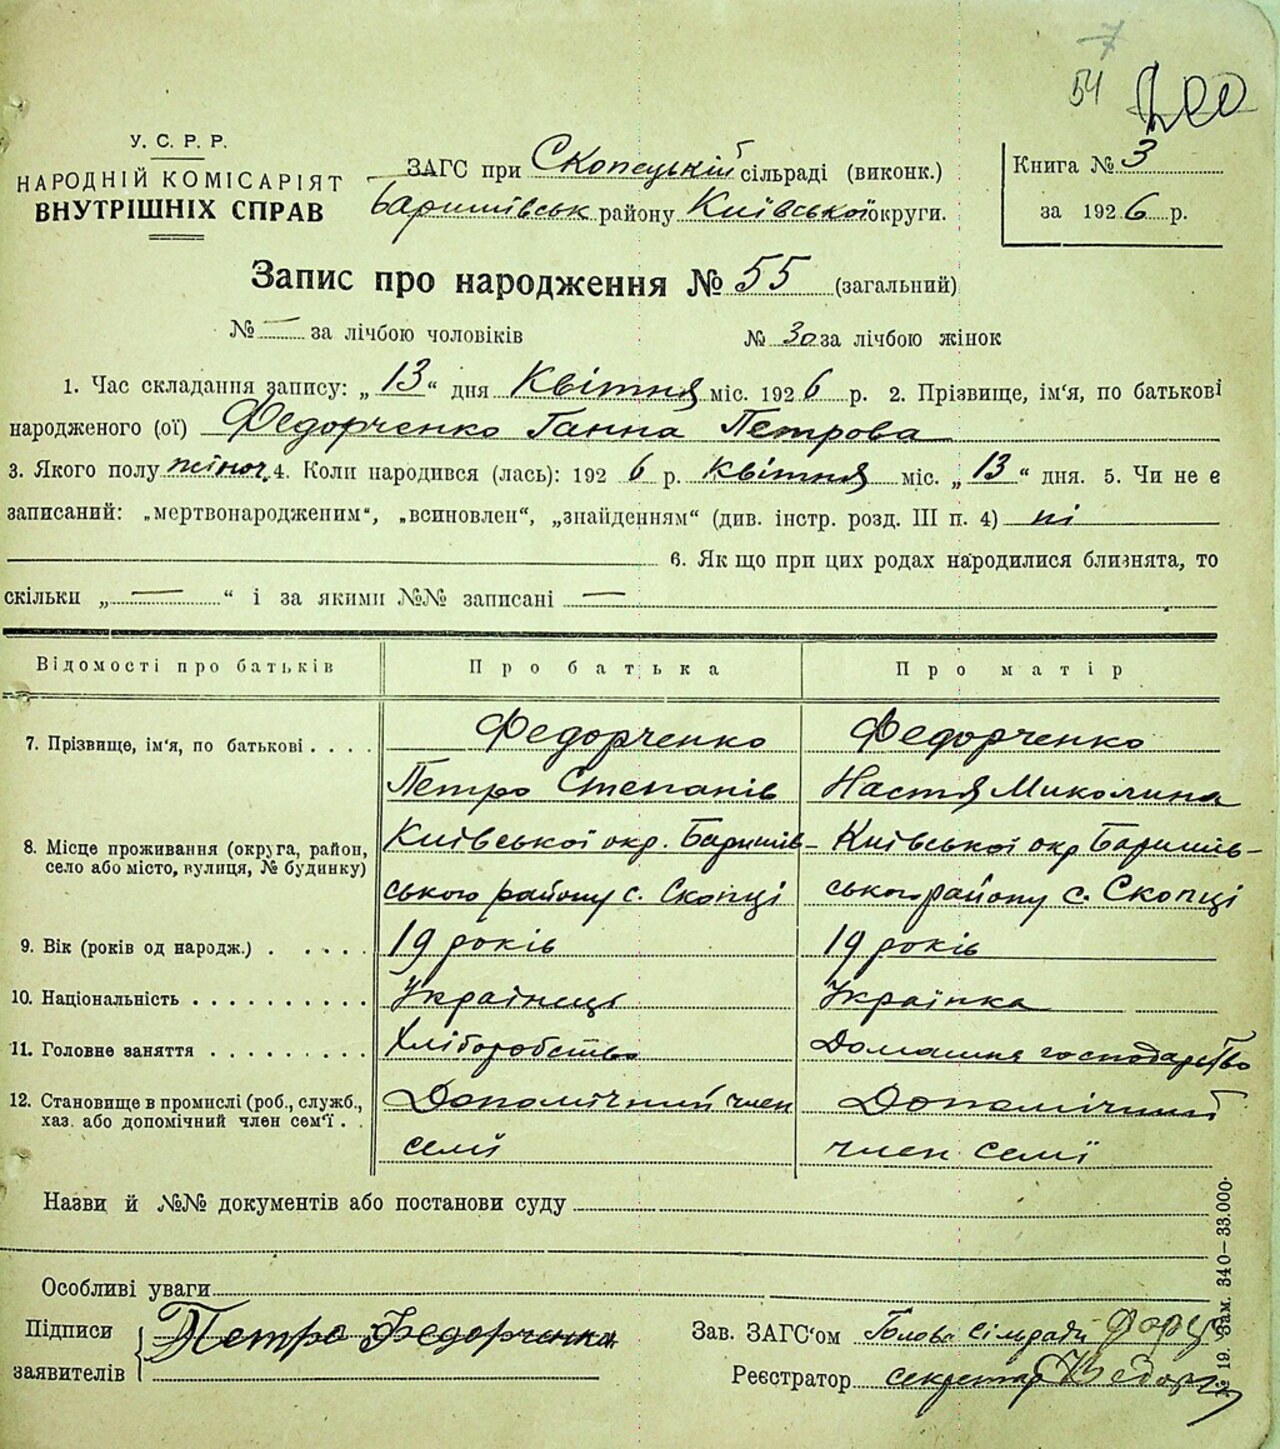 7
54
У. С. Р. Р.
НАРОДНІЙ КОМІСАРІЯТ
ВНУТРІШНІХ СПРАВ
ЗАГС при Скопецькій сільраді (виконк.)
Баришівськ району Київської округи.
Книга № 3
за 1926 р.
Запис про народження № 55 (загальний)
№ — за лічбою чоловіків № 30 за лічбою жінок
1. Час складання запису: „13“ дня Квітня міс. 1926 р. 2. Прізвище, ім'я, по батькові
народженого (ої) Федорченко Ганна Петрова
3. Якого полу жіноч. 4. Коли народився (лась): 1926 р. квітня міс. „13“ дня. 5. Чи не є
записаний: „мертвонародженим“, „всиновлен“, „знайденням“ (див. інстр. розд. III п. 4) ні
6. Як що при цих родах народилися близнята, то
скільки „—“ і за якими №№ записані —
Відомості про батьків Про батька Про матір
7. Прізвище, ім'я, по батькові . . . . Федорченко Федорченко
Петро Степанів Настя Миколина
8. Місце проживання (округа, район, Київської окр. Баришів- Київської окр Баришів-
село або місто, вулиця, № будинку) ського району с. Скопці ського району с. Скопці
9. Вік (років од народж.) . . . . . 19 років 19 років
10. Національність . . . . . . . . . . Українець Українка
11. Головне заняття . . . . . . . . . Хліборобство Домашнє господарство
12. Становище в промислі (роб., служб., Допомічний член Допомічний
хаз. або допомічний член сем'ї . . семї член семї
Назви й №№ документів або постанови суду
Особливі уваги
Підписи
заявителів
Петро Федорченко
Зав. ЗАГС'ом Голова сільради
Реєстратор секретар
№ 19. Зам. 340—33.000.